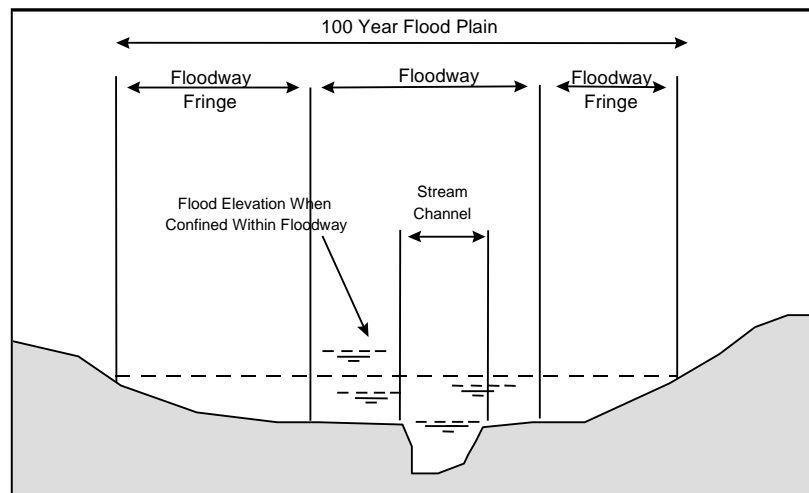 100 Year Flood Plain
Floodway
Fringe
Floodway
Floodway
Fringe
Flood Elevation When
Confined Within Floodway
Stream
Channel